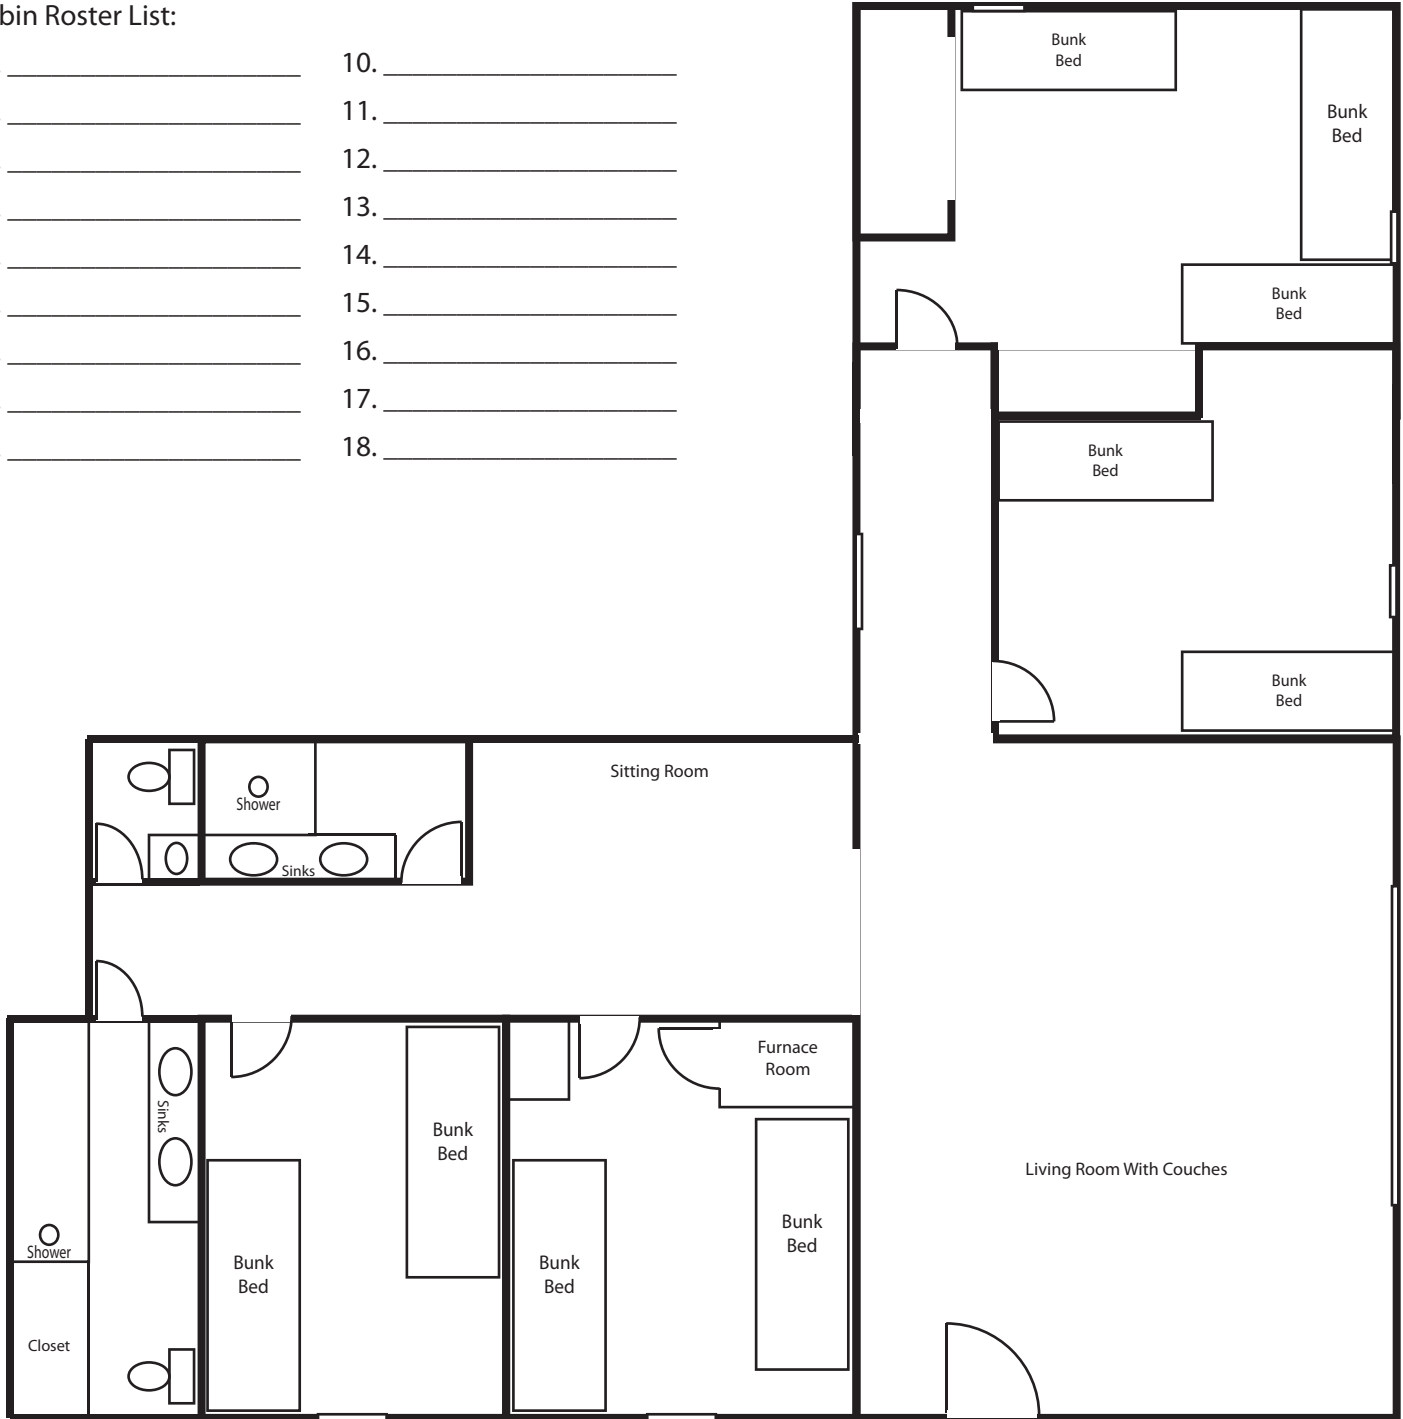 bin Roster List:
10.
11.
12.
13.
14.
15.
16.
17.
18.
Bunk
Bed
Bunk
Bed
Bunk
Bed
Bunk
Bed
Bunk
Bed
Sitting Room
Shower
Sinks
Furnace
Room
Sinks
Bunk
Bed
Bunk
Bed
Living Room With Couches
Shower
Bunk
Bed
Bunk
Bed
Closet